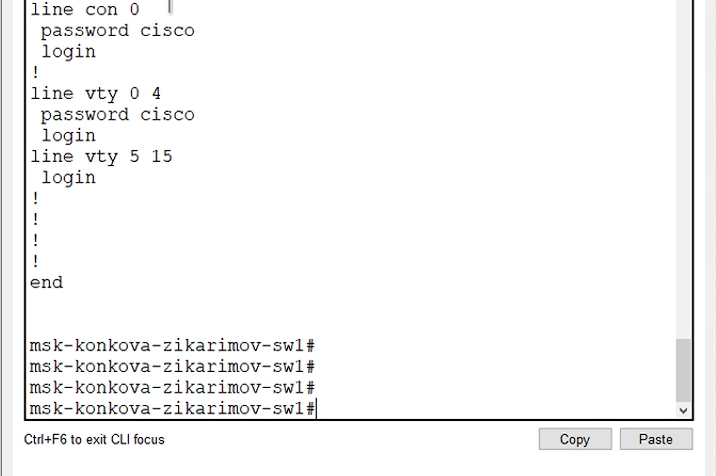 line con 0
password cisco
login
!
line vty 0 4
password cisco
login
line vty 5 15
login
!
!
!
!
end
msk-konkova-zikarimov-sw1#
msk-konkova-zikarimov-sw1#
msk-konkova-zikarimov-sw1#
msk-konkova-zikarimov-sw1#
Ctrl+F6 to exit CLI focus
Copy
Paste